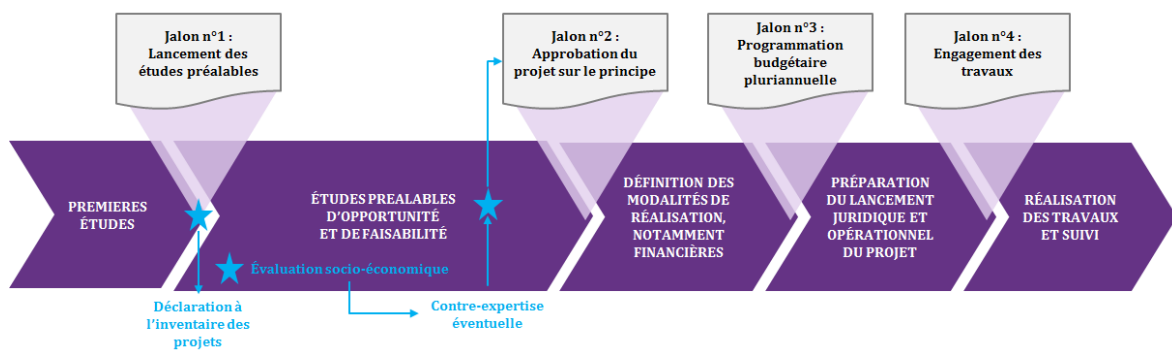 Jalon n°1 :
Lancement des
études préalables
Jalon n°2 :
Approbation du
projet sur le principe
Jalon n°3 :
Programmation
budgétaire
pluriannuelle
Jalon n°4 :
Engagement des
travaux
PREMIERES
ÉTUDES
ÉTUDES PREALABLES
D'OPPORTUNITÉ
ET DE FAISABILITÉ
DÉFINITION DES
MODALITÉS DE
RÉALISATION,
NOTAMMENT
FINANCIÈRES
PRÉPARATION
DU LANCEMENT
JURIDIQUE ET
OPÉRATIONNEL
DU PROJET
RÉALISATION
DES TRAVAUX
ET SUIVI
Évaluation socio-économique
Déclaration à
l'inventaire des
projets
Contre-expertise
éventuelle